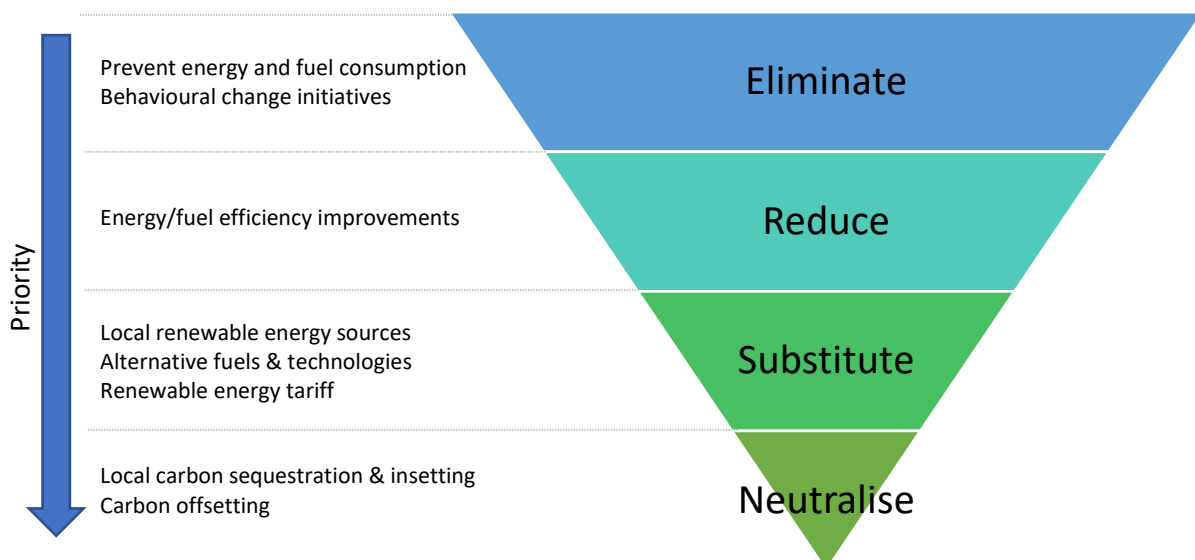 Prevent energy and fuel consumption
Behavioural change initiatives
Eliminate
Energy/fuel efficiency improvements
Reduce
Priority
Local renewable energy sources
Alternative fuels & technologies
Renewable energy tariff
Substitute
Local carbon sequestration & insetting
Carbon offsetting
Neutralise